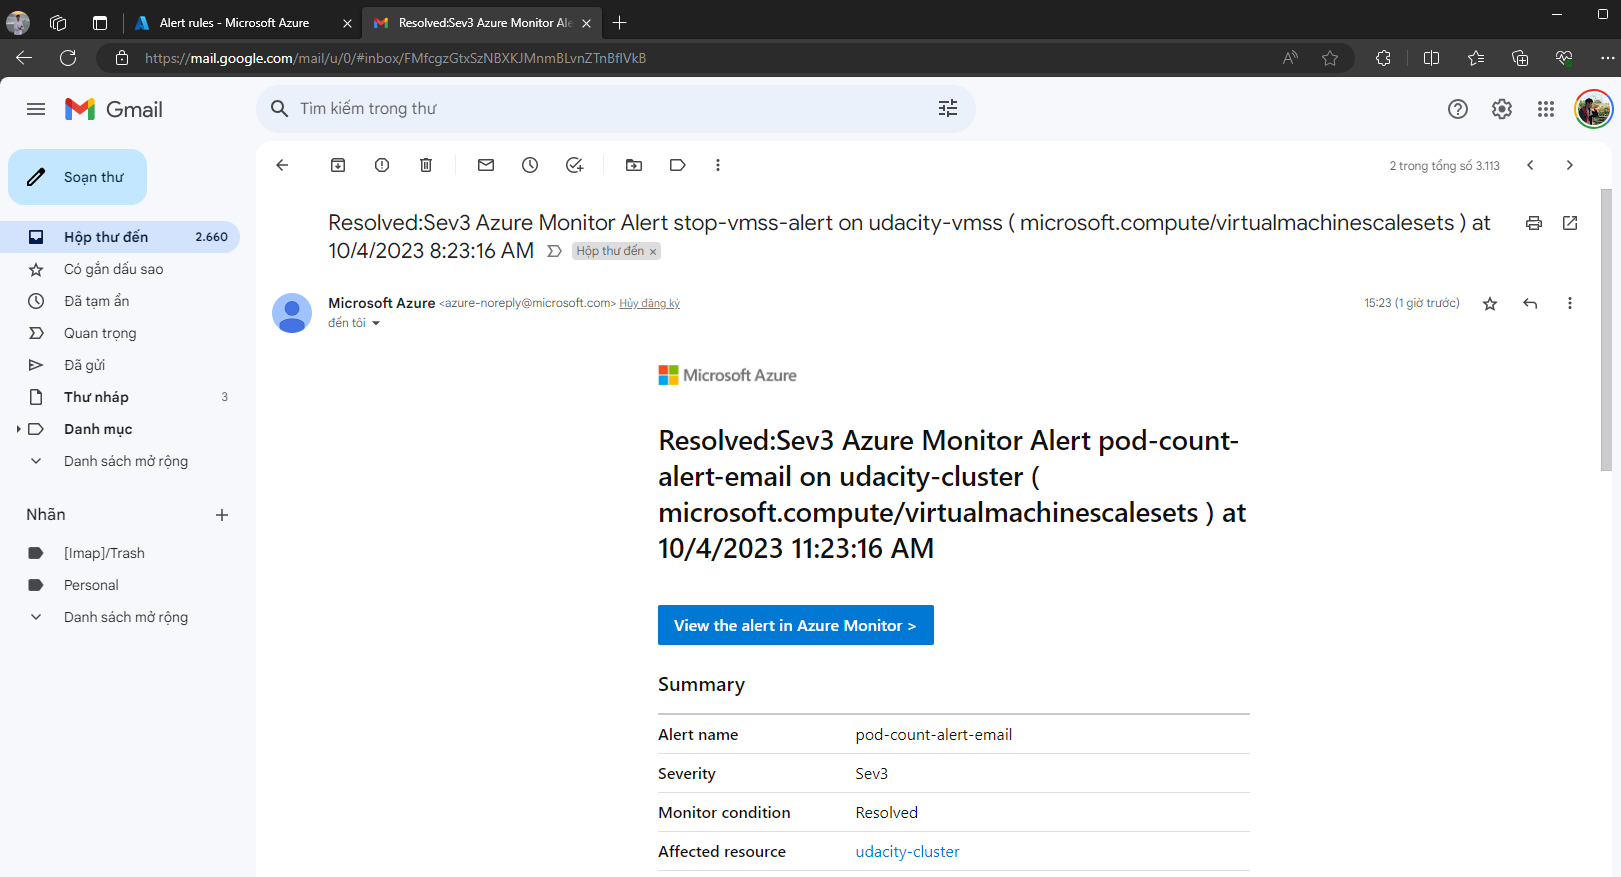 Alert rules - Microsoft Azure
Resolved:Sev3 Azure Monitor Ale
https://mail.google.com/mail/u/0/#inbox/FMfcgzGtxSzNBXKJMnmBLvnZTnBflVkB
Gmail
Tìm kiếm trong thư
Soạn thư
2 trong tổng số 3.113
Hộp thư đến 2.660
Có gắn dấu sao
Đã tạm ẩn
Quan trọng
Đã gửi
Thư nháp 3
Danh mục
Danh sách mở rộng
Nhãn
[Imap]/Trash
Personal
Danh sách mở rộng
Resolved:Sev3 Azure Monitor Alert stop-vmss-alert on udacity-vmss ( microsoft.compute/virtualmachinescalesets ) at
10/4/2023 8:23:16 AM Hộp thư đến
Microsoft Azure <azure-noreply@microsoft.com> Hủy đăng ký
15:23 (1 giờ trước)
đến tôi
Microsoft Azure
Resolved:Sev3 Azure Monitor Alert pod-count-
alert-email on udacity-cluster (
microsoft.compute/virtualmachinescalesets ) at
10/4/2023 11:23:16 AM
View the alert in Azure Monitor >
Summary
Alert name pod-count-alert-email
Severity Sev3
Monitor condition Resolved
Affected resource udacity-cluster